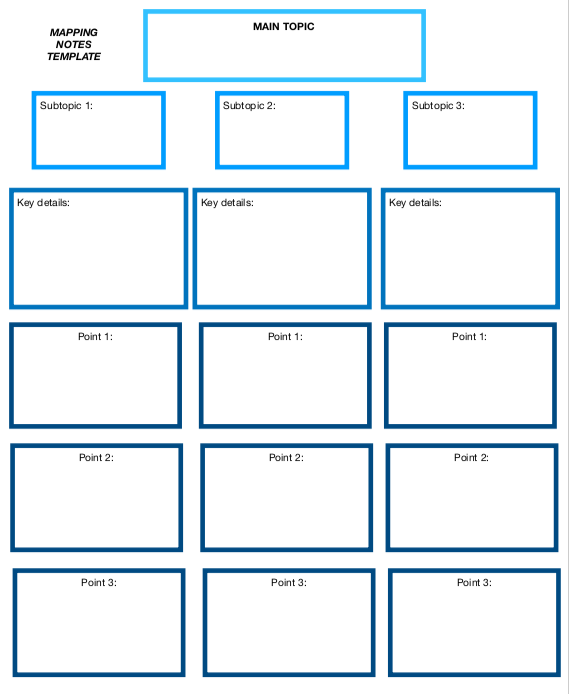 MAPPING
NOTES
TEMPLATE
MAIN TOPIC
Subtopic 1:
Subtopic 2:
Subtopic 3:
Key details:
Key details:
Key details:
Point 1:
Point 1:
Point 1:
Point 2:
Point 2:
Point 2:
Point 3:
Point 3:
Point 3: